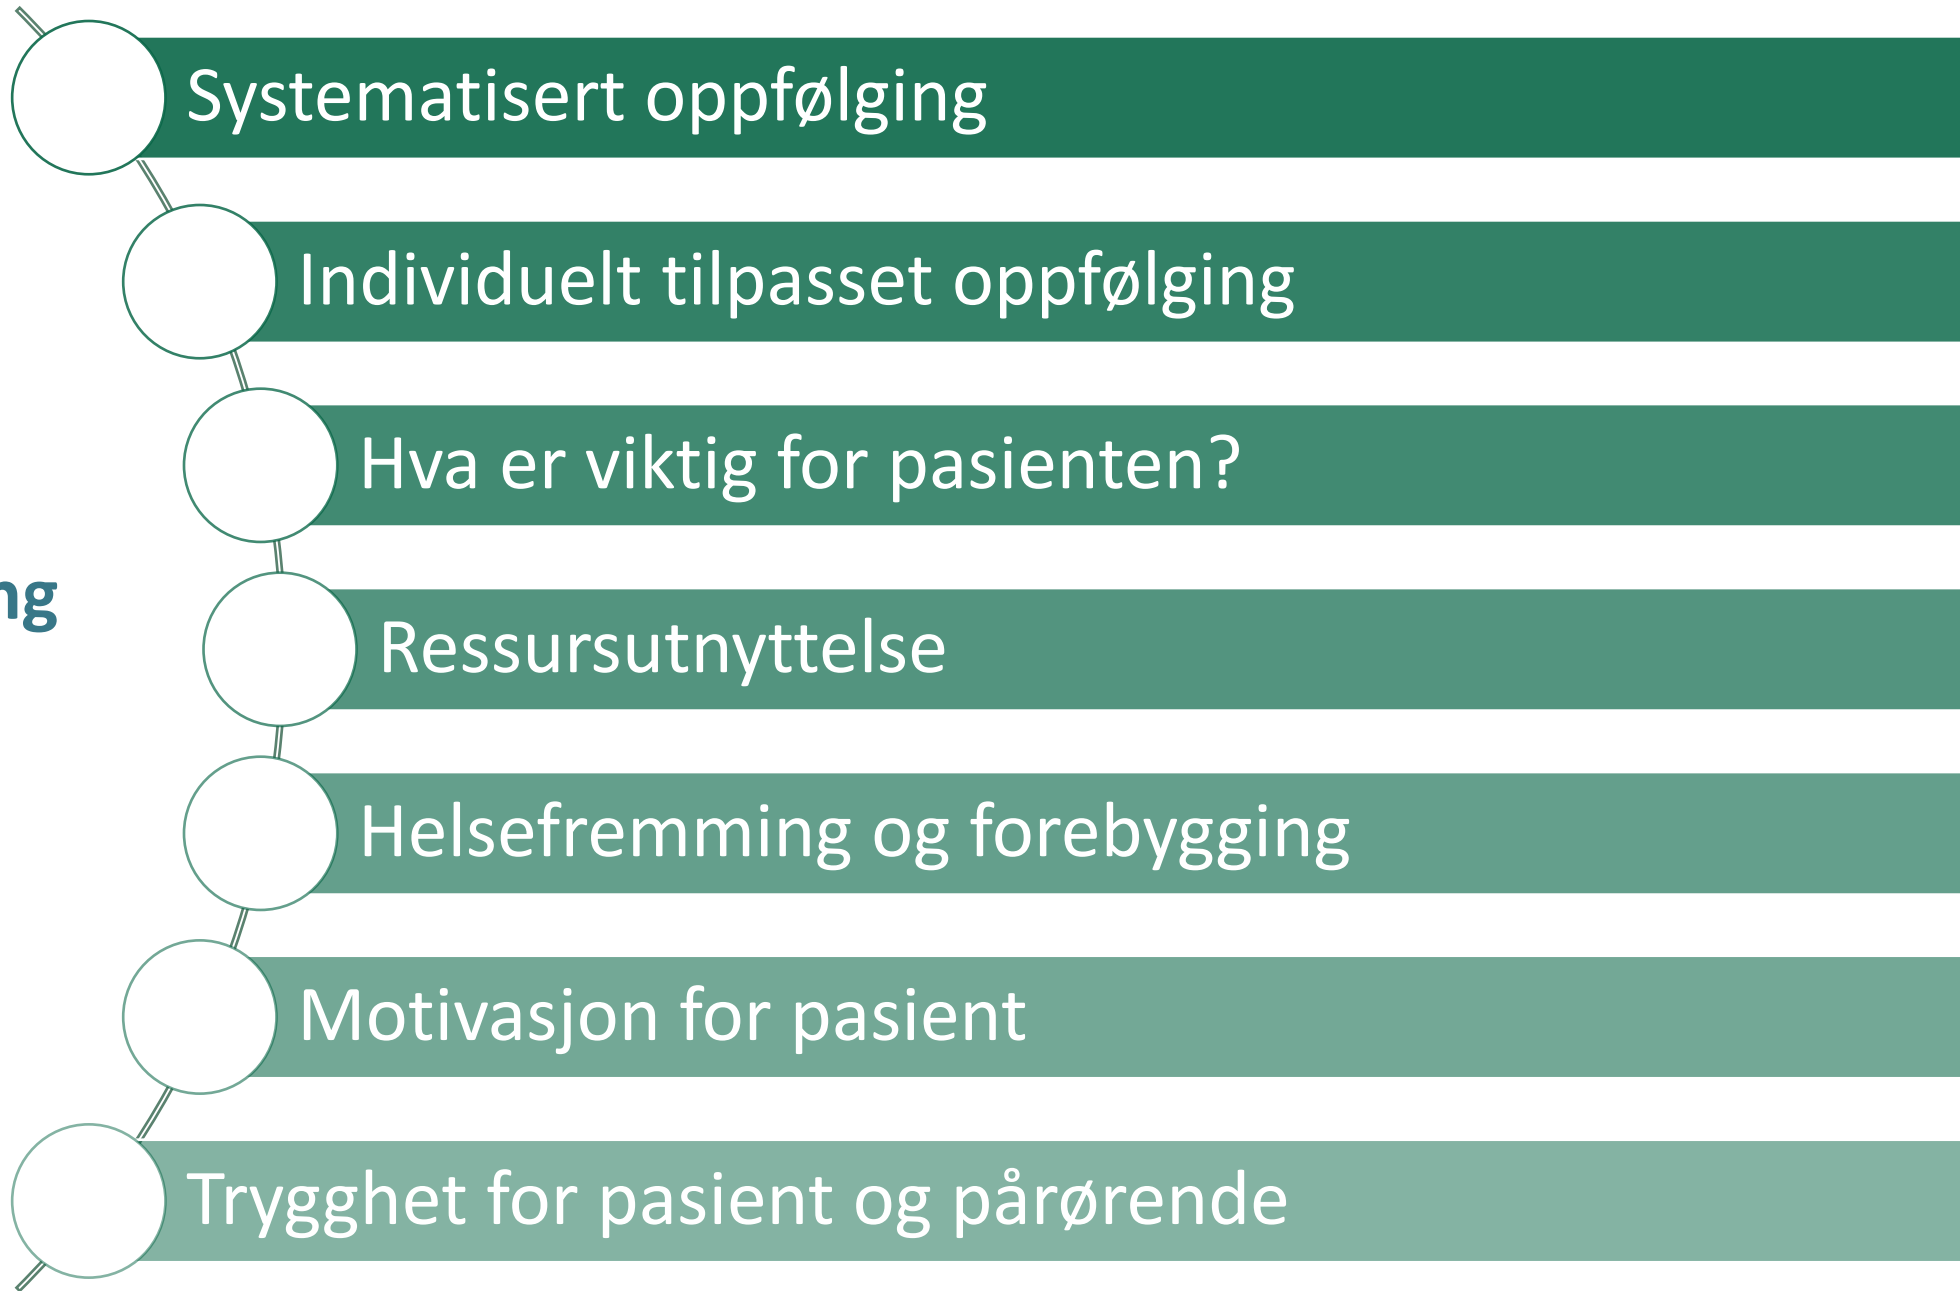 Systematisert oppfølging
Individuelt tilpasset oppfølging
Hva er viktig for pasienten?
ng
Ressursutnyttelse
Helsefremming og forebygging
Motivasjon for pasient
Trygghet for pasient og pårørende